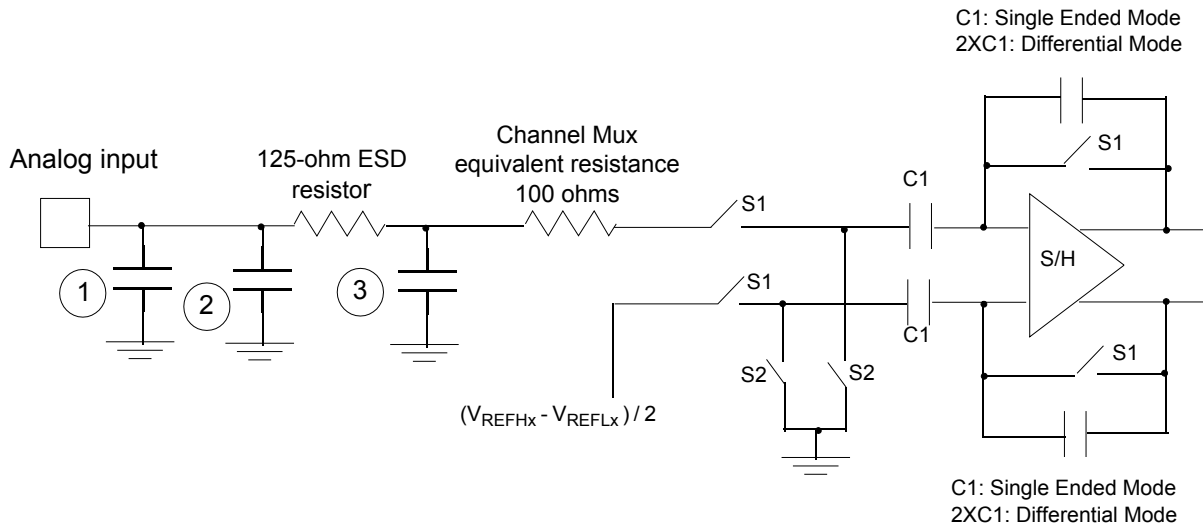 C1: Single Ended Mode
2XC1: Differential Mode
Analog input
125-ohm ESD
resistor
Channel Mux
equivalent resistance
100 ohms
S1
C1
S1
S/H
1
2
3
S1
C1
S1
S2
S2
(VREFHx - VREFLx ) / 2
C1: Single Ended Mode
2XC1: Differential Mode